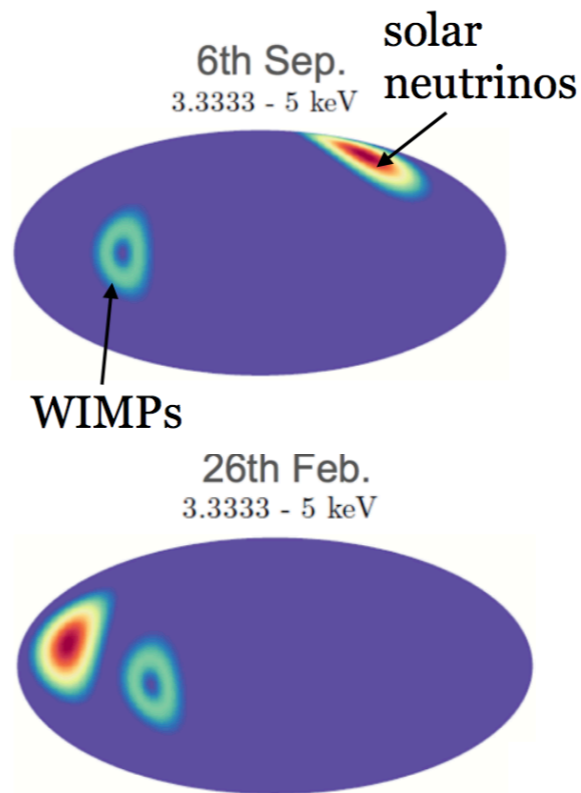 solar
neutrinos
6th Sep.
3.3333 - 5 keV
WIMPs
26th Feb.
3.3333 - 5 keV